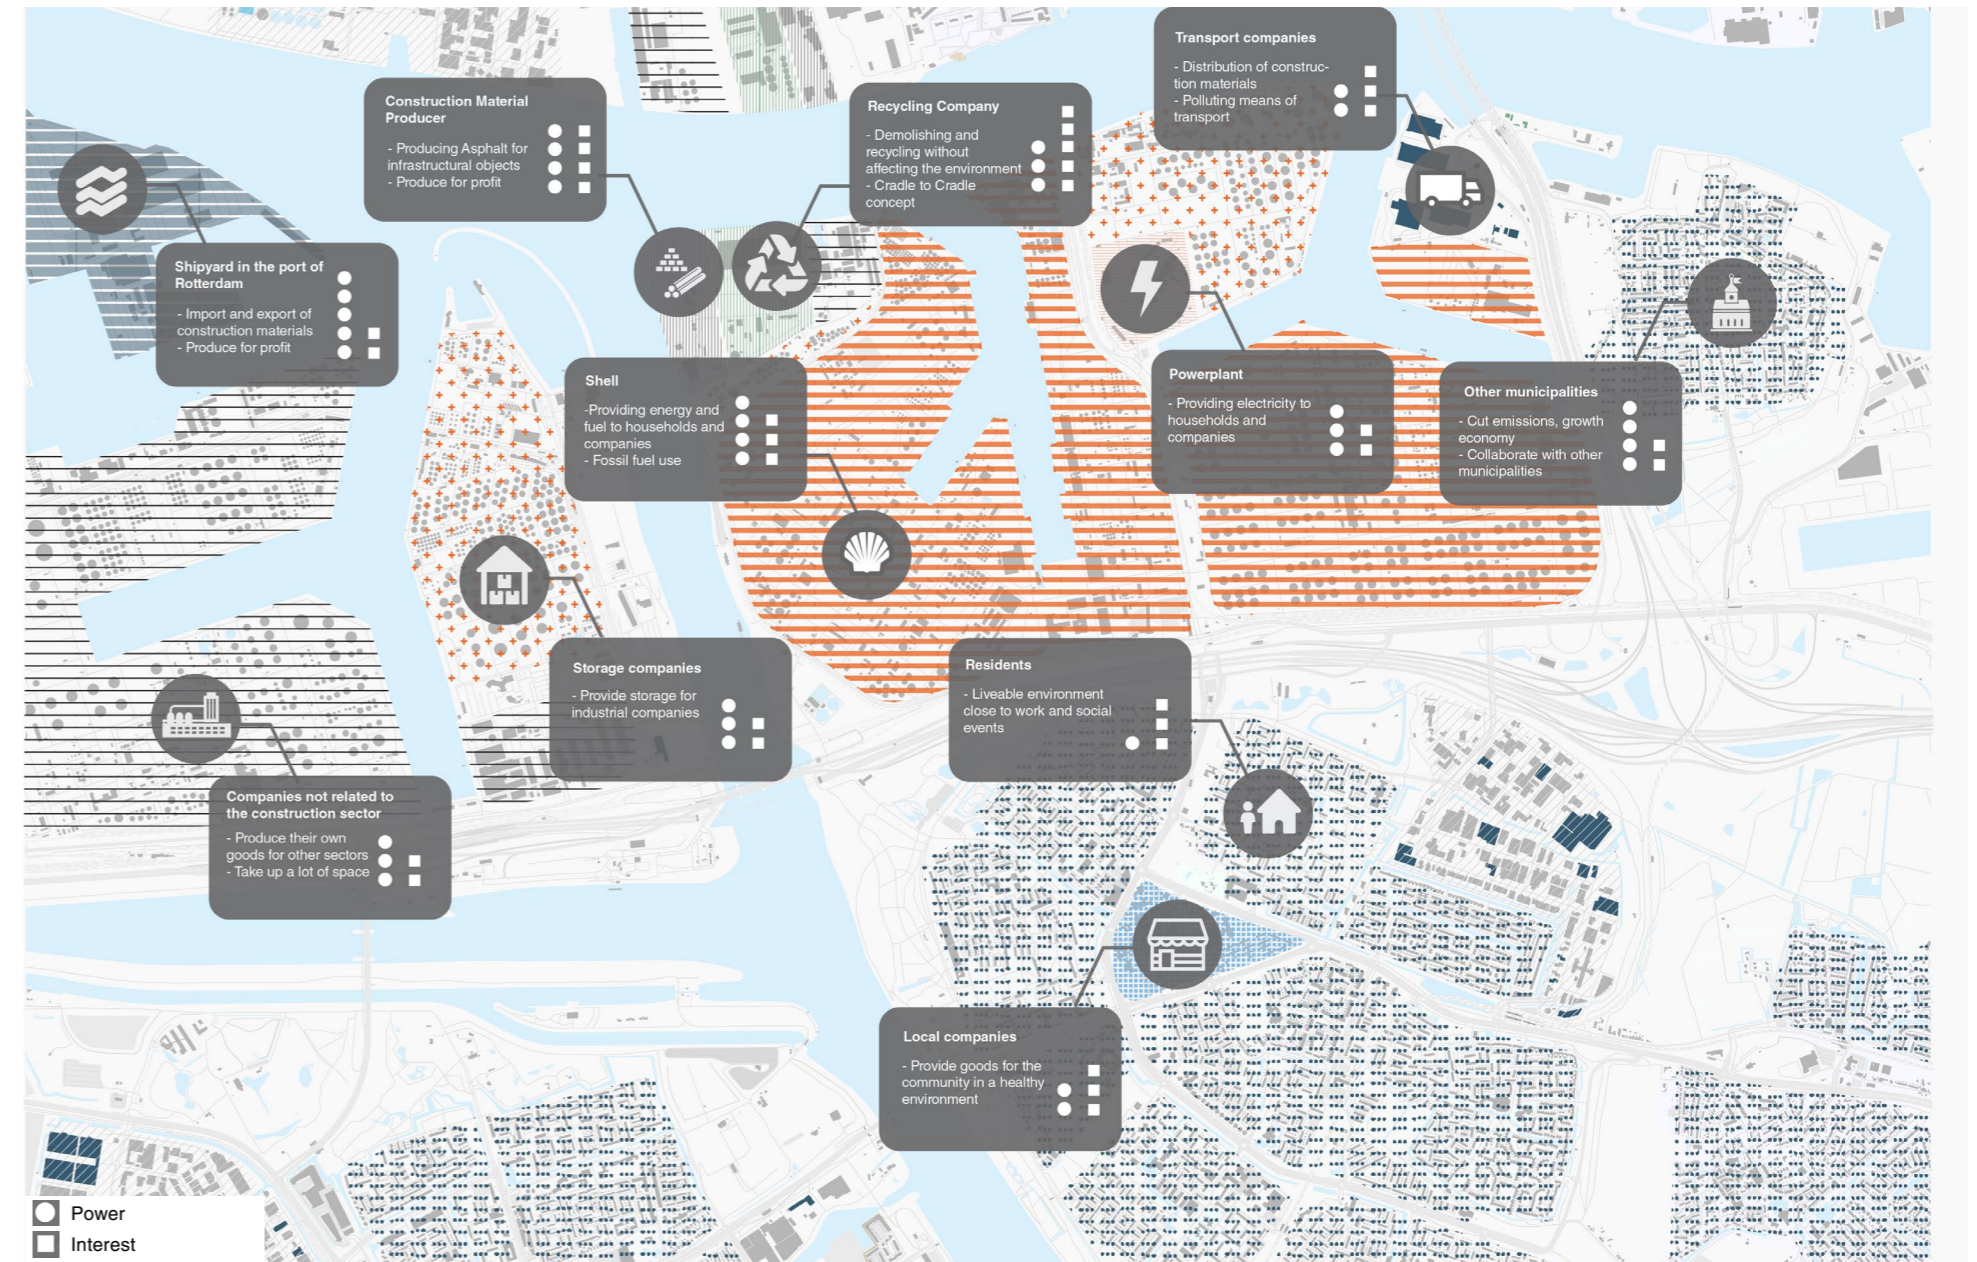 Transport companies
- Distribution of construc-
tion materials
- Polluting means of
transport
Construction Material
Producer
- Producing Asphalt for
infrastructural objects
- Produce for profit
Recycling Company
- Demolishing and
recycling without
affecting the environment
- Cradle to Cradle
concept
Shipyard in the port of
Rotterdam
- Import and export of
construction materials
- Produce for profit
Shell
-Providing energy and
fuel to households and
companies
- Fossil fuel use
Powerplant
- Providing electricity to
households and
companies
Other municipalities
- Cut emissions, growth
economy
- Collaborate with other
municipalities
Storage companies
- Provide storage for
industrial companies
Residents
- Liveable environment
close to work and social
events
Companies not related to
the construction sector
- Produce their own
goods for other sectors
- Take up a lot of space
Local companies
- Provide goods for the
community in a healthy
environment
Power
Interest